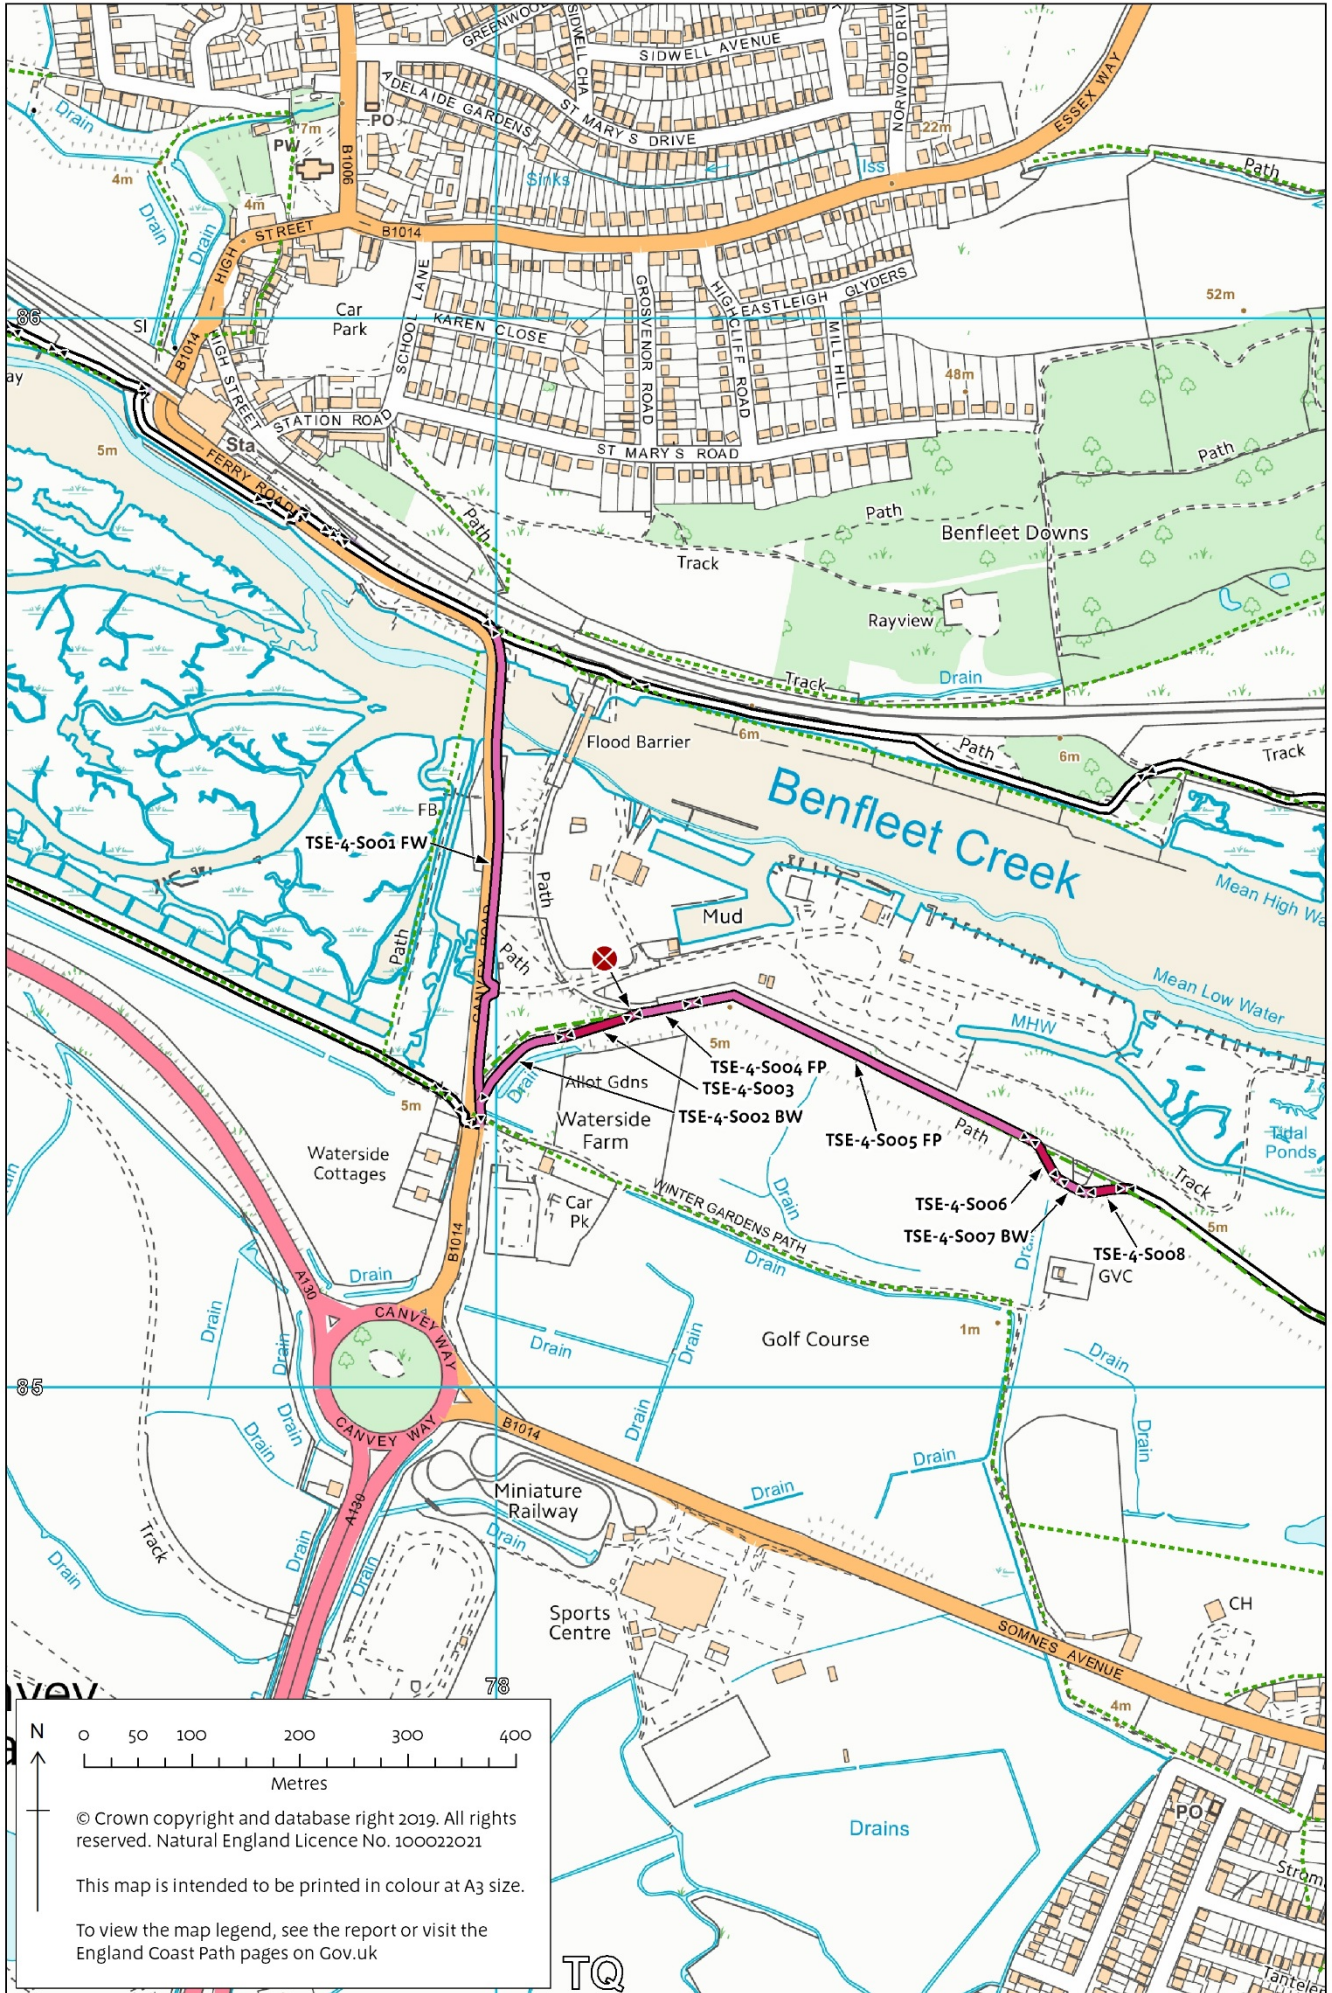 GREENWOO
SIDWELL CHA
SIDWELL AVENUE
NORWOOD DRIV
ESSEX WAY
ADELAIDE GARDENS
ST MARY S DRIVE
PO
Drain
7m
PW
B1006
22m
4m
Sinks
Iss
Path
4m
Drain
Drain
HIGH STREET
B1014
SCHOOL LANE
GROSVENOR ROAD
HIGHCLIFF ROAD
EASTLEIGH
GLYDERS
52m
86
SI
Car
Park
KAREN CLOSE
MILL HILL
B1014
HIGH STREET
48m
ay
STATION ROAD
Sta
5m
FERRY ROAD
ST MARY S ROAD
Path
Path
Path
Benfleet Downs
Track
Rayview
Track
Drain
Flood Barrier
6m
Path
6m
Track
Benfleet Creek
FB
TSE-4-S001 FW
Path
Mean High Wa
Mud
CANVEY ROAD
Path
Path
Mean Low Water
MHW
5m
TSE-4-S004 FP
Allot Gdns
TSE-4-S003
Drain
5m
TSE-4-S002 BW
Waterside
Farm
Path
Tidal
Ponds
TSE-4-S005 FP
Waterside
Cottages
Track
WINTER GARDENS PATH
Drain
TSE-4-S006
Car
Pk
5m
TSE-4-S007 BW
B1014
TSE-4-S008
Drain
GVC
A130
Drain
Drain
CANVEY WAY
1m
Golf Course
Drain
Drain
Drain
Drain
Drain
85
CANVEY WAY
B1014
Drain
Drain
Drain
Drain
Drain
Drain
Miniature
Railway
A130
Drain
Track
Drain
Drain
Drain
Drain
Sports
Centre
CH
SOMNES AVENUE
78
4m
nvey
N
0 50 100 200 300 400
Metres
© Crown copyright and database right 2019. All rights
reserved. Natural England Licence No. 100022021
This map is intended to be printed in colour at A3 size.
To view the map legend, see the report or visit the
England Coast Path pages on Gov.uk
PO
Drains
Strom
TQ
Tantelen